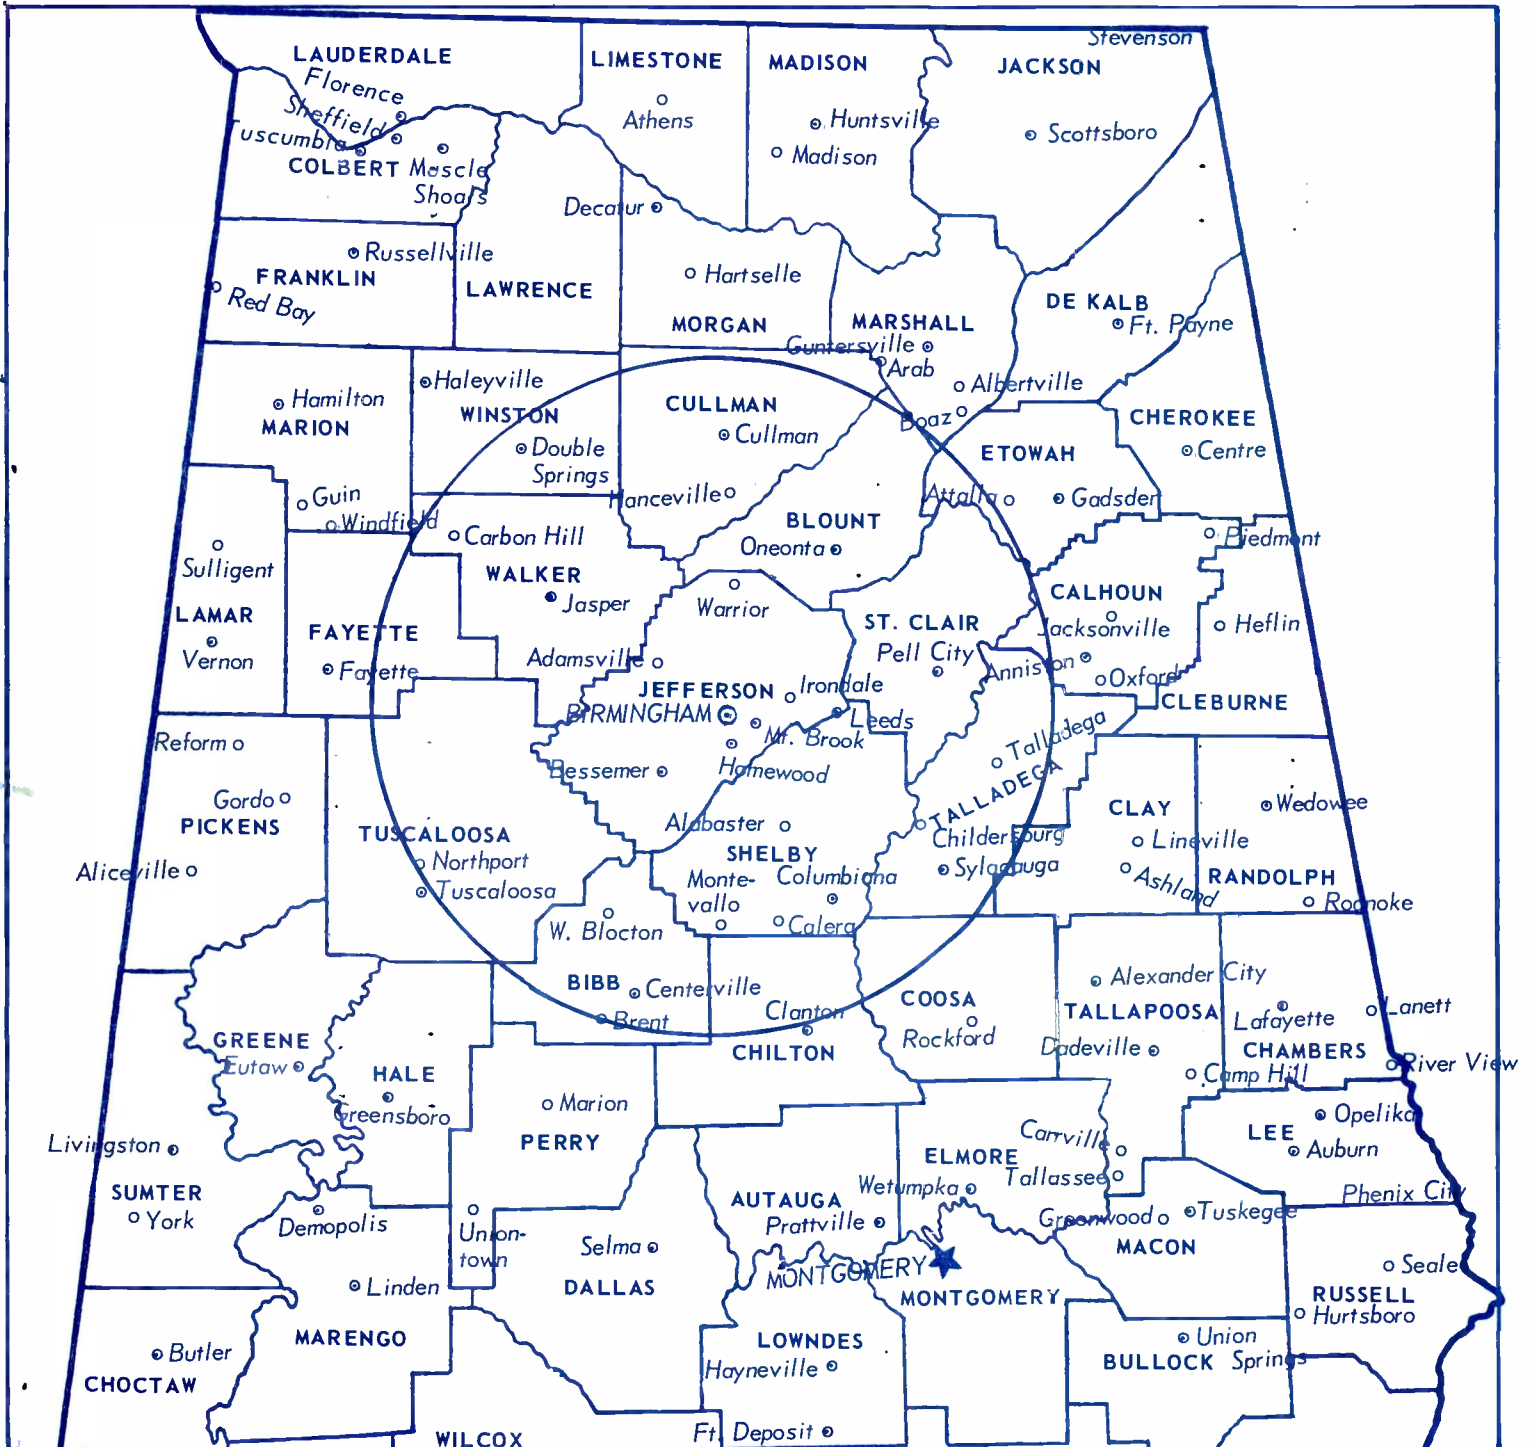 Stevenson
LAUDERDALE
LIMESTONE
MADISON
JACKSON
Florence
Sheffield
Tuscumbia
Athens
Huntsville
Scottsboro
Madison
COLBERT
Muscle
Shoals
Decatur
Russellville
FRANKLIN
Red Bay
LAWRENCE
Hartselle
MORGAN
MARSHALL
Guntersville
Arab
DE KALB
Ft. Payne
Albertville
Boaz
Haleyville
Hamilton
MARION
WINSTON
Double
Springs
CULLMAN
Cullman
CHEROKEE
Centre
ETOWAH
Attalla
Gadsden
Guin
Windfield
Hanceville
Carbon Hill
BLOUNT
Oneonta
Piedmont
Sulligent
WALKER
Jasper
Warrior
CALHOUN
Jacksonville
Heflin
LAMAR
Vernon
FAYETTE
Fayette
ST. CLAIR
Pell City
Adamsville
Anniston
Oxford
JEFFERSON
Irondale
BIRMINGHAM
Leeds
CLEBURNE
Mt. Brook
Homewood
Reform
Talladega
TALLADEGA
Bessemer
Gordo
PICKENS
TUSCALOOSA
Northport
Tuscaloosa
Alabaster
SHELBY
Childersburg
Sylacauga
CLAY
Lineville
Ashland
Wedowee
RANDOLPH
Roanoke
Aliceville
Monte-
vallo
Columbiana
Calera
W. Blocton
BIBB
Centerville
Brent
Clanton
CHILTON
COOSA
Rockford
Alexander City
TALLAPOOSA
Dadeville
Camp Hill
Lafayette
CHAMBERS
Lanett
River View
GREENE
Eutaw
HALE
Greensboro
Marion
PERRY
Livingston
SUMTER
York
Demopolis
Union-
town
Selma
DALLAS
Linden
MARENGO
AUTAUGA
Prattville
ELMORE
Carrville
Tallassee
Wetumpka
Greenwood
Tuskegee
MACON
LEE
Opelika
Auburn
Phenix City
MONTGOMERY
MONTGOMERY
Seale
RUSSELL
Hurtsboro
Butler
CHOCTAW
LOWNDES
Hayneville
Union
Springs
BULLOCK
Ft. Deposit
WILCOX